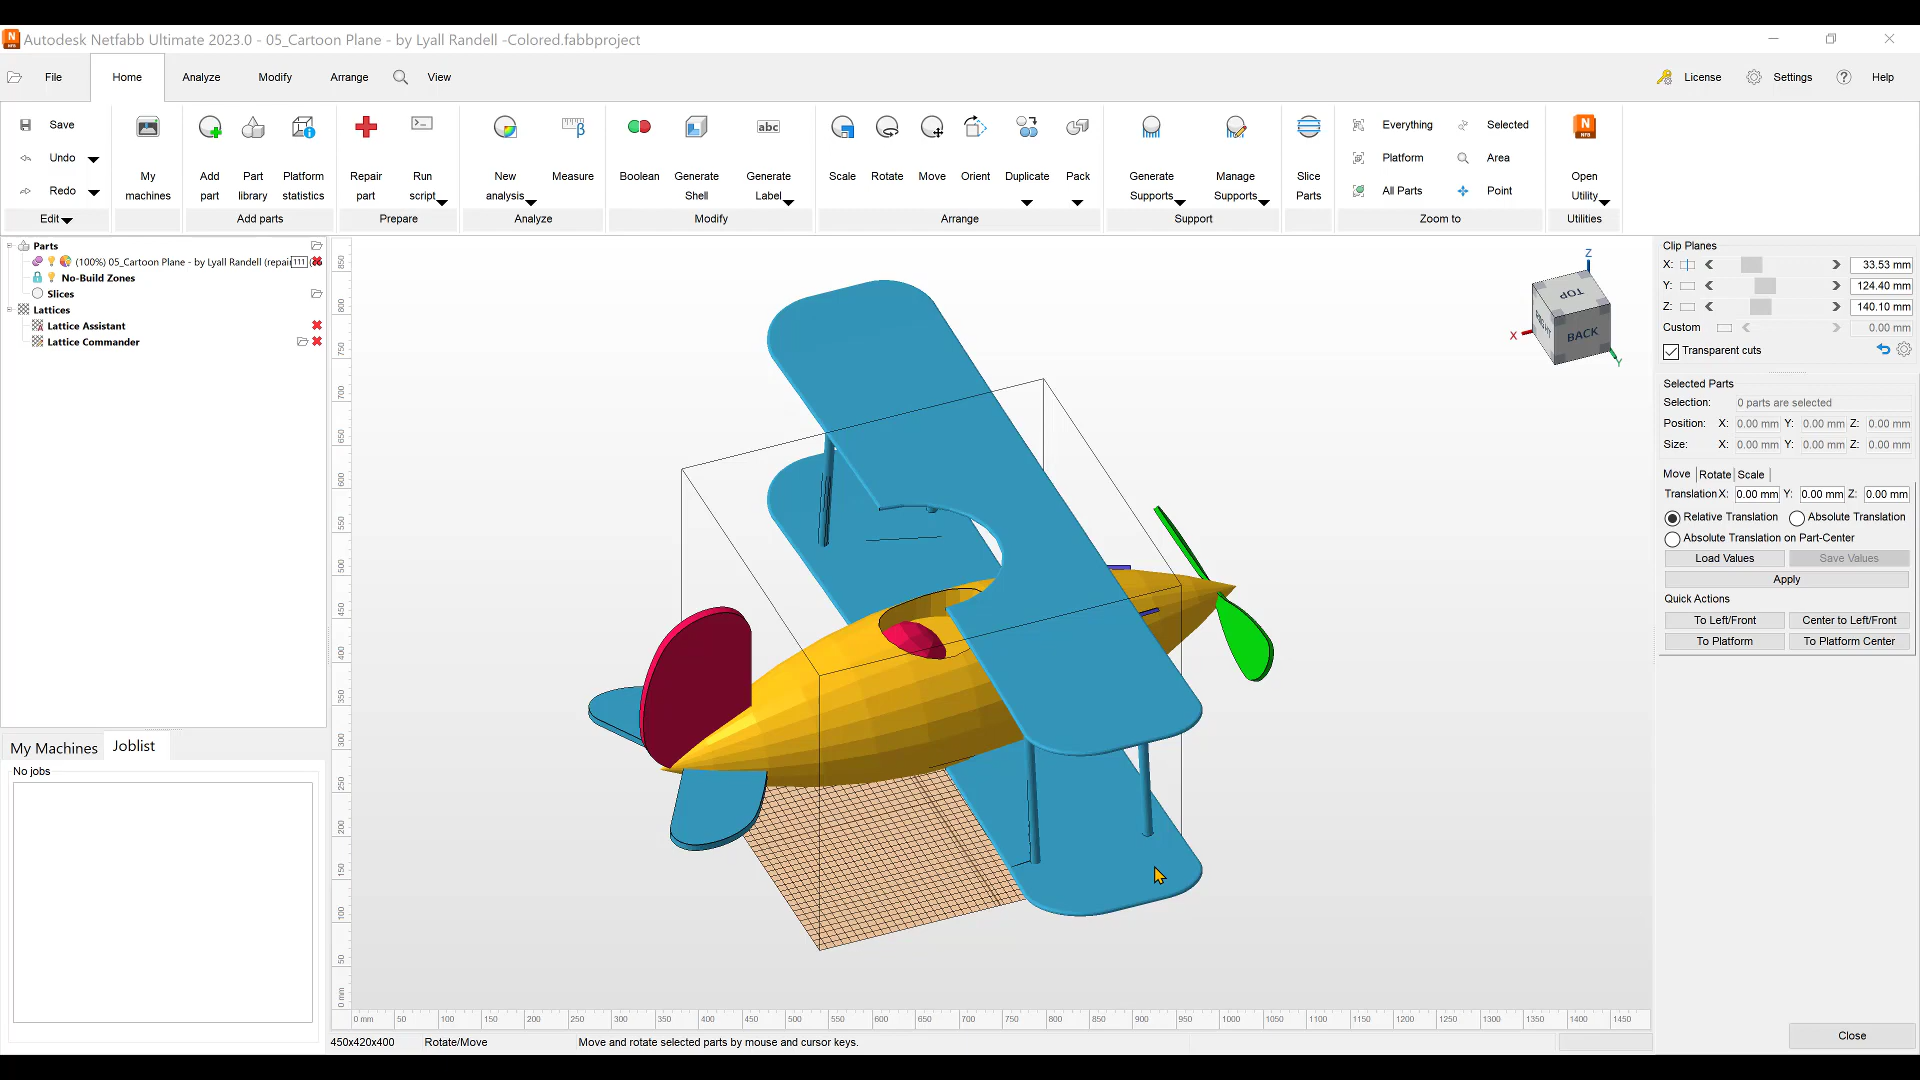 Autodesk Netfabb Ultimate 2023.0 - 05_Cartoon Plane - by Lyall Randell -Colored.fabbproject
File Home Analyze Modify Arrange View License Settings Help
Save
Undo
Redo
Edit
My machines
Add part
Part library
Platform statistics
Add parts
Repair part
Run script
Prepare
New analysis
Measure
Analyze
Boolean
Generate Shell
abc
Generate Label
Modify
Scale
Rotate
Move
Orient
Duplicate
Pack
Arrange
Generate Supports
Manage Supports
Support
Slice Parts
Everything Selected
Platform Area
All Parts Point
Zoom to
Open Utility
Utilities
Parts
(100%) 05_Cartoon Plane - by Lyall Randell (repai 111
No-Build Zones
Slices
Lattices
Lattice Assistant
Lattice Commander
My Machines Joblist
No jobs
850
800
750
700
650
600
550
500
450
400
350
300
250
200
150
100
50
0 mm
0 mm 50 100 150 200 250 300 350 400 450 500 550 600 650 700 750 800 850 900 950 1000 1050 1100 1150 1200 1250 1300 1350 1400 1450
Z
TOP
RIGHT
BACK
X
Y
450x420x400 Rotate/Move Move and rotate selected parts by mouse and cursor keys.
Clip Planes
X: 33.53 mm
Y: 124.40 mm
Z: 140.10 mm
Custom 0.00 mm
Transparent cuts
Selected Parts
Selection: 0 parts are selected
Position: X: 0.00 mm Y: 0.00 mm Z: 0.00 mm
Size: X: 0.00 mm Y: 0.00 mm Z: 0.00 mm
Move Rotate Scale
Translation X: 0.00 mm Y: 0.00 mm Z: 0.00 mm
Relative Translation Absolute Translation
Absolute Translation on Part-Center
Load Values Save Values
Apply
Quick Actions
To Left/Front Center to Left/Front
To Platform To Platform Center
Close